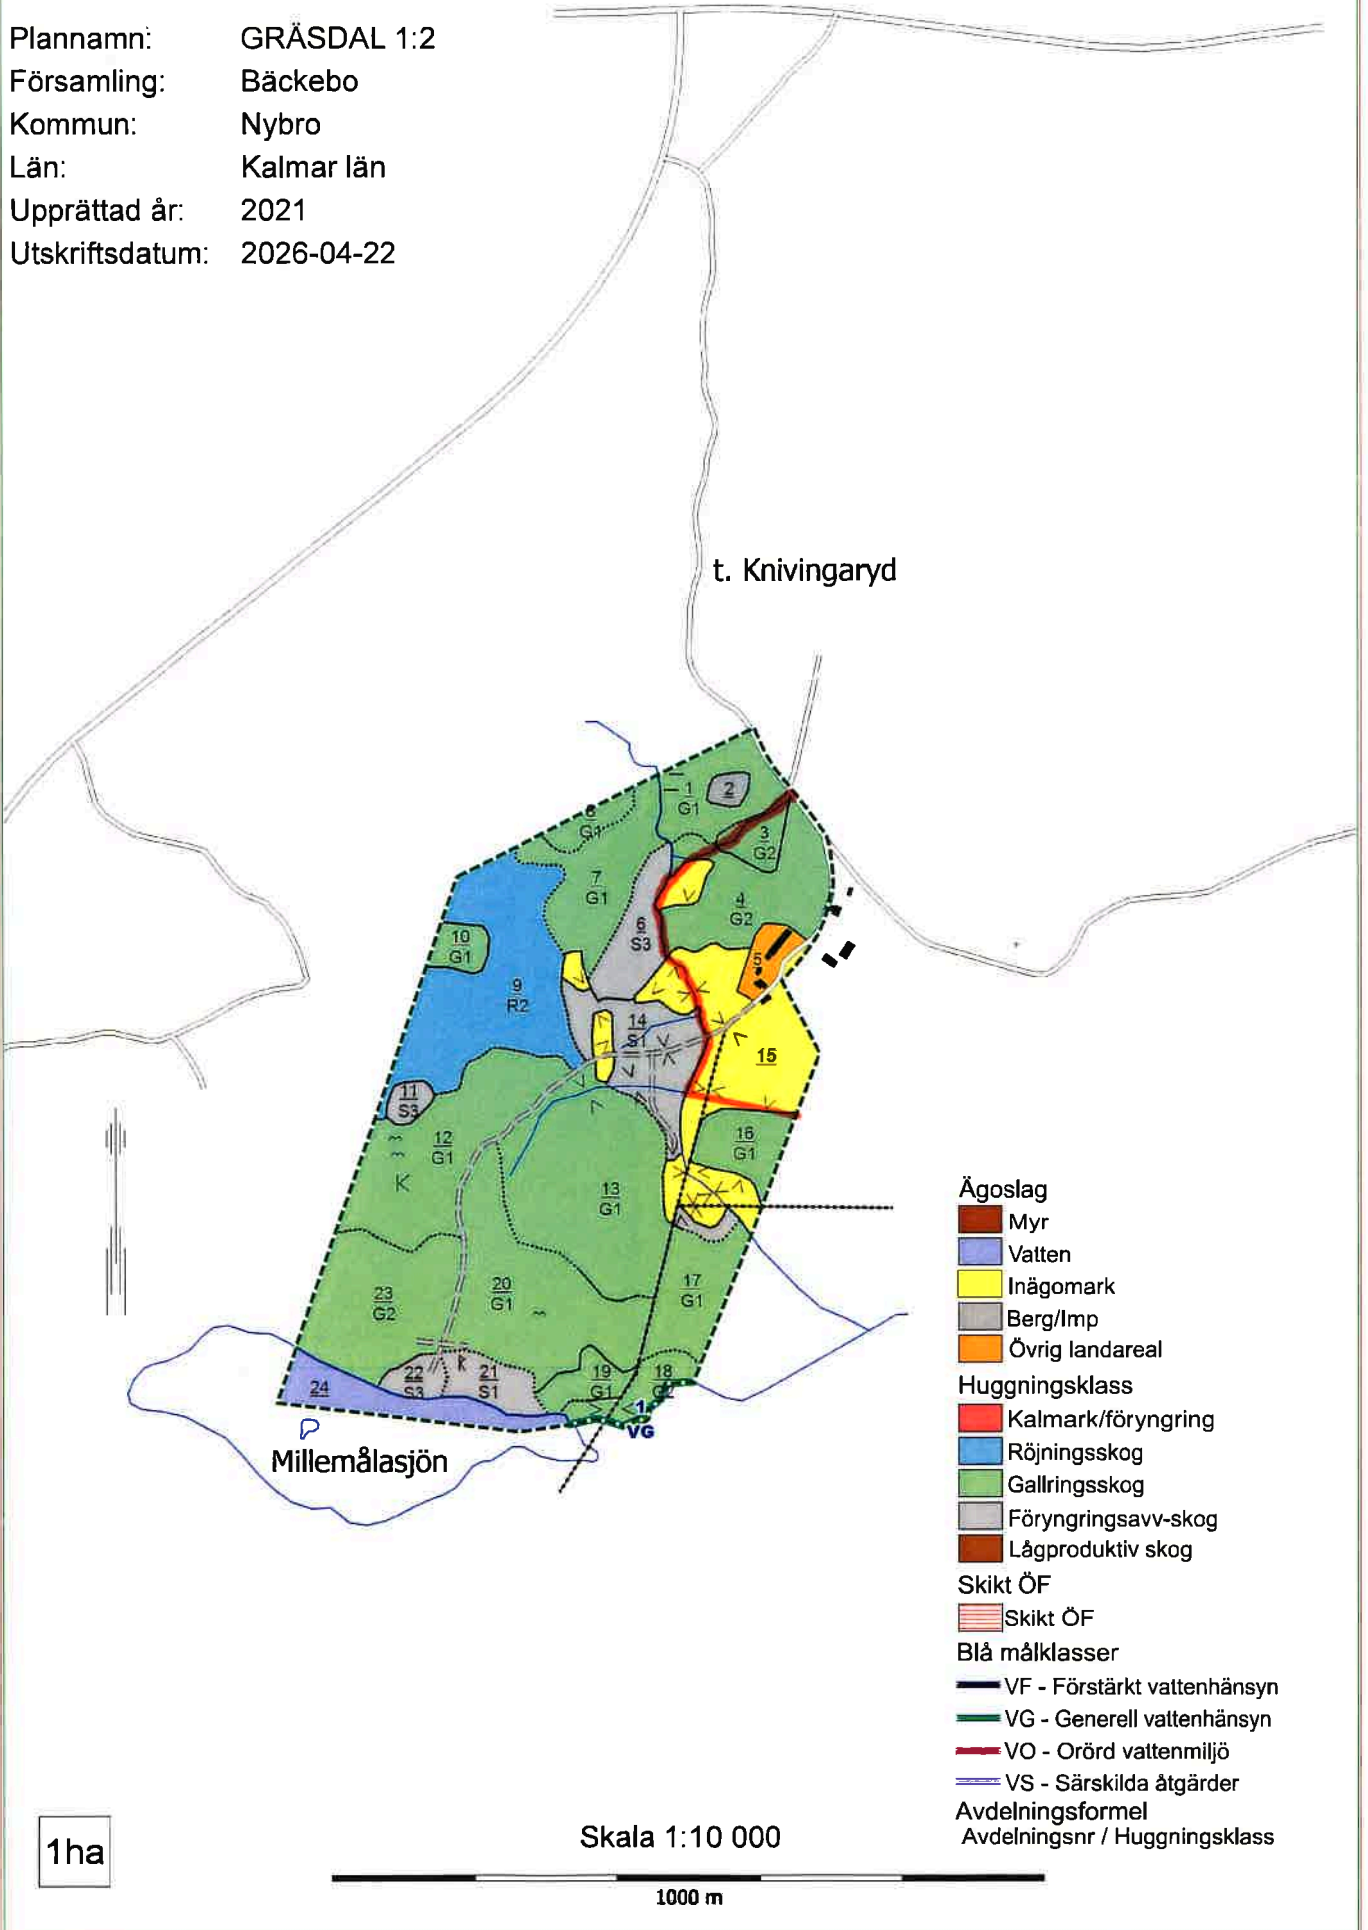 Plannamn: GRÄSDAL 1:2
Församling: Bäckebo
Kommun: Nybro
Län: Kalmar län
Upprättad år: 2021
Utskriftsdatum: 2026-04-22
t. Knivingaryd
1
G1
2
3
G2
8
G1
7
G1
4
G2
6
S3
5
10
G1
9
R2
14
S1
15
11
S3
12
G1
16
G1
13
G1
17
G1
20
G1
23
G2
24
22
S3
21
S1
19
G1
18
G2
1
VG
Millemålasjön
Ägoslag
Myr
Vatten
Inägomark
Berg/Imp
Övrig landareal
Huggningsklass
Kalmark/föryngring
Röjningsskog
Gallringsskog
Föryngringsavv-skog
Lågproduktiv skog
Skikt ÖF
Skikt ÖF
Blå målklasser
VF - Förstärkt vattenhänsyn
VG - Generell vattenhänsyn
VO - Orörd vattenmiljö
VS - Särskilda åtgärder
Avdelningsformel
Avdelningsnr / Huggningsklass
1ha
Skala 1:10 000
1000 m